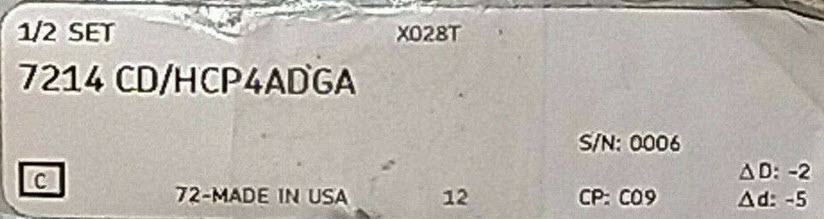 1/2 SET X028T
7214 CD/HCP4ADGA
S/N: 0006
C 72-MADE IN USA 12 CP: C09 ΔD: -2
Δd: -5